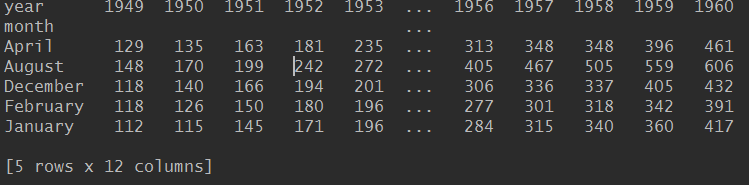 year 1949 1950 1951 1952 1953 ... 1956 1957 1958 1959 1960
month ...
April 129 135 163 181 235 ... 313 348 348 396 461
August 148 170 199 242 272 ... 405 467 505 559 606
December 118 140 166 194 201 ... 306 336 337 405 432
February 118 126 150 180 196 ... 277 301 318 342 391
January 112 115 145 171 196 ... 284 315 340 360 417
[5 rows x 12 columns]